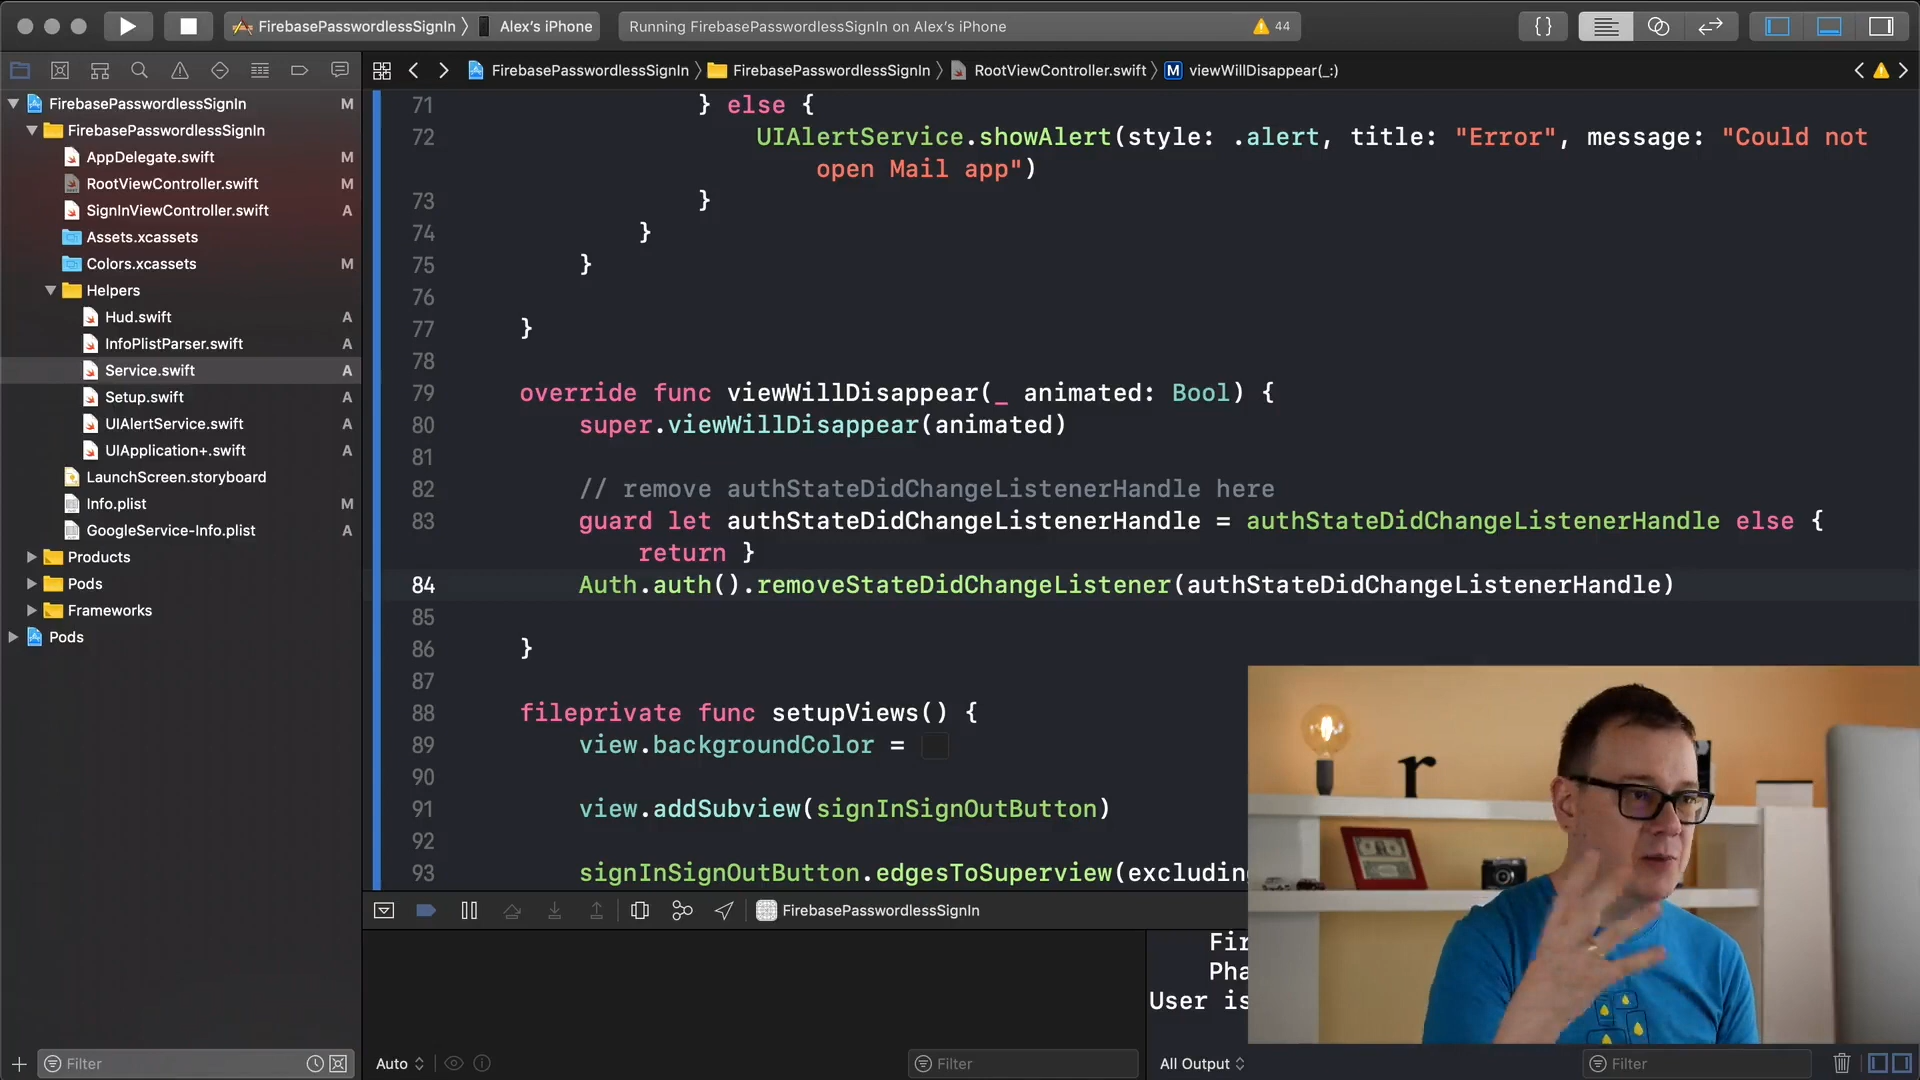 FirebasePasswordlessSignIn
Alex's iPhone
Running FirebasePasswordlessSignIn on Alex's iPhone
44
{}
FirebasePasswordlessSignIn
FirebasePasswordlessSignIn
RootViewController.swift
M
viewWillDisappear(_:)
FirebasePasswordlessSignIn M
FirebasePasswordlessSignIn
AppDelegate.swift M
RootViewController.swift M
SignInViewController.swift A
Assets.xcassets
Colors.xcassets M
Helpers
Hud.swift A
InfoPlistParser.swift A
Service.swift A
Setup.swift A
UIAlertService.swift A
UIApplication+.swift A
LaunchScreen.storyboard
Info.plist M
GoogleService-Info.plist A
Products
Pods
Frameworks
Pods
Filter
71 } else {
72 UIAlertService.showAlert(style: .alert, title: "Error", message: "Could not
open Mail app")
73 }
74 }
75 }
76
77 }
78
79 override func viewWillDisappear(_ animated: Bool) {
80 super.viewWillDisappear(animated)
81
82 // remove authStateDidChangeListenerHandle here
83 guard let authStateDidChangeListenerHandle = authStateDidChangeListenerHandle else {
return }
84 Auth.auth().removeStateDidChangeListener(authStateDidChangeListenerHandle)
85
86 }
87
88 fileprivate func setupViews() {
89 view.backgroundColor =
90
91 view.addSubview(signInSignOutButton)
92
93 signInSignOutButton.edgesToSuperview(excludin
FirebasePasswordlessSignIn
Fir
Pha
User is
Auto
Filter
All Output
Filter
r